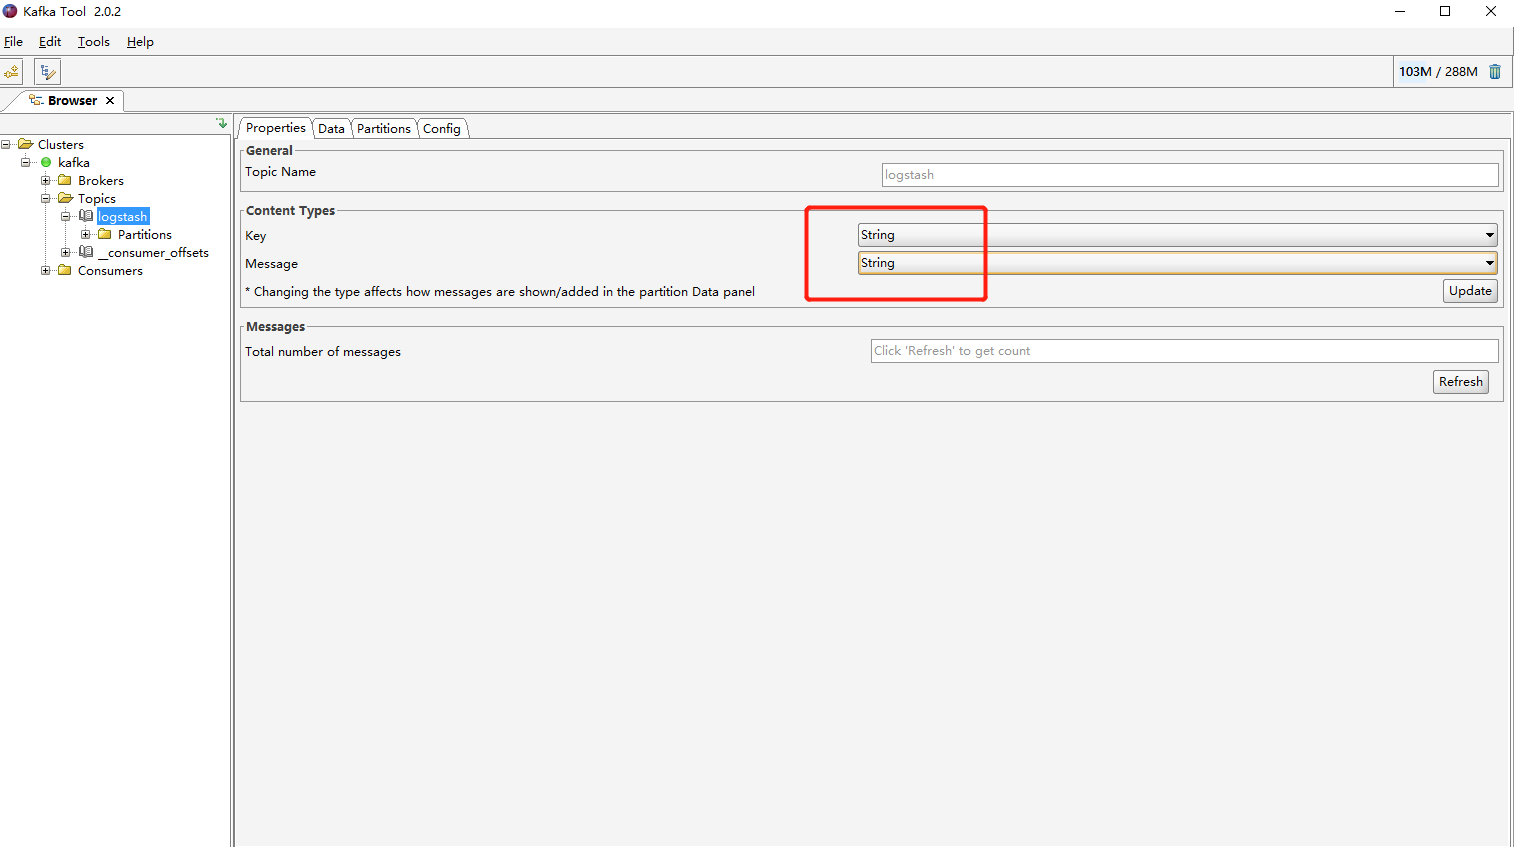 Kafka Tool 2.0.2
File Edit Tools Help
103M / 288M
Browser
Clusters
kafka
Brokers
Topics
logstash
Partitions
__consumer_offsets
Consumers
Properties Data Partitions Config
General
Topic Name logstash
Content Types
Key String
Message String
* Changing the type affects how messages are shown/added in the partition Data panel
Update
Messages
Total number of messages Click 'Refresh' to get count
Refresh